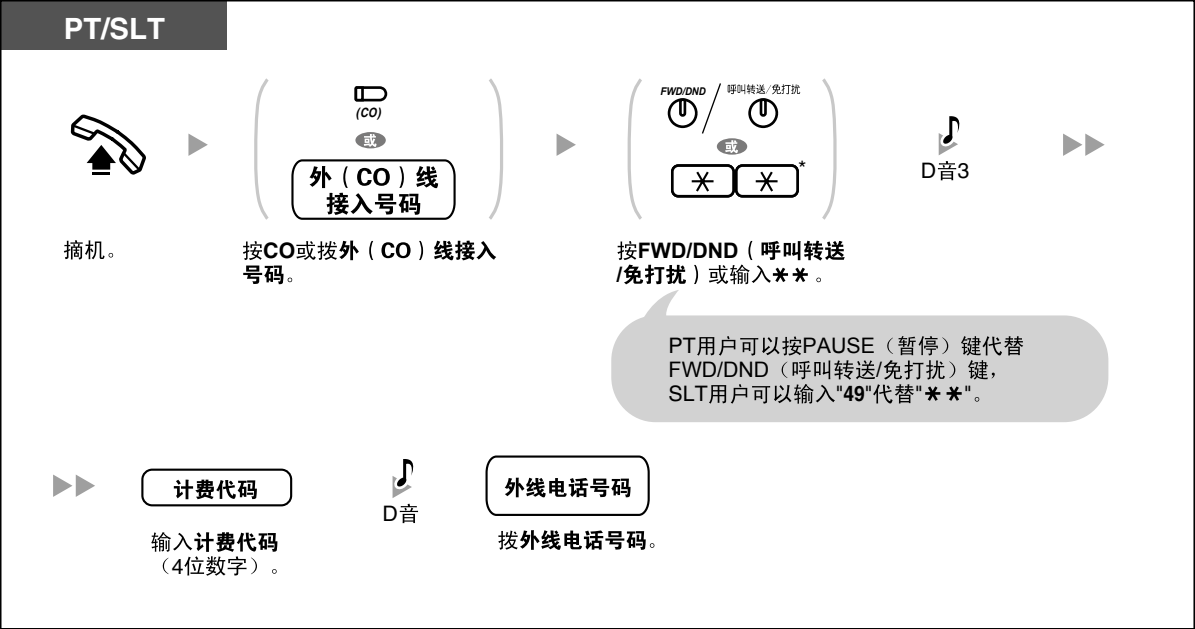 PT/SLT
(CO)
或
外（CO）线
接入号码
FWD/DND / 呼叫转送/免打扰
或
＊ ＊ *
D音3
摘机。
按CO或拨外（CO）线接入
号码。
按FWD/DND（呼叫转送
/免打扰）或输入＊＊。
PT用户可以按PAUSE（暂停）键代替
FWD/DND（呼叫转送/免打扰）键，
SLT用户可以输入"49"代替"＊＊"。
计费代码
D音
外线电话号码
输入计费代码
（4位数字）。
拨外线电话号码。